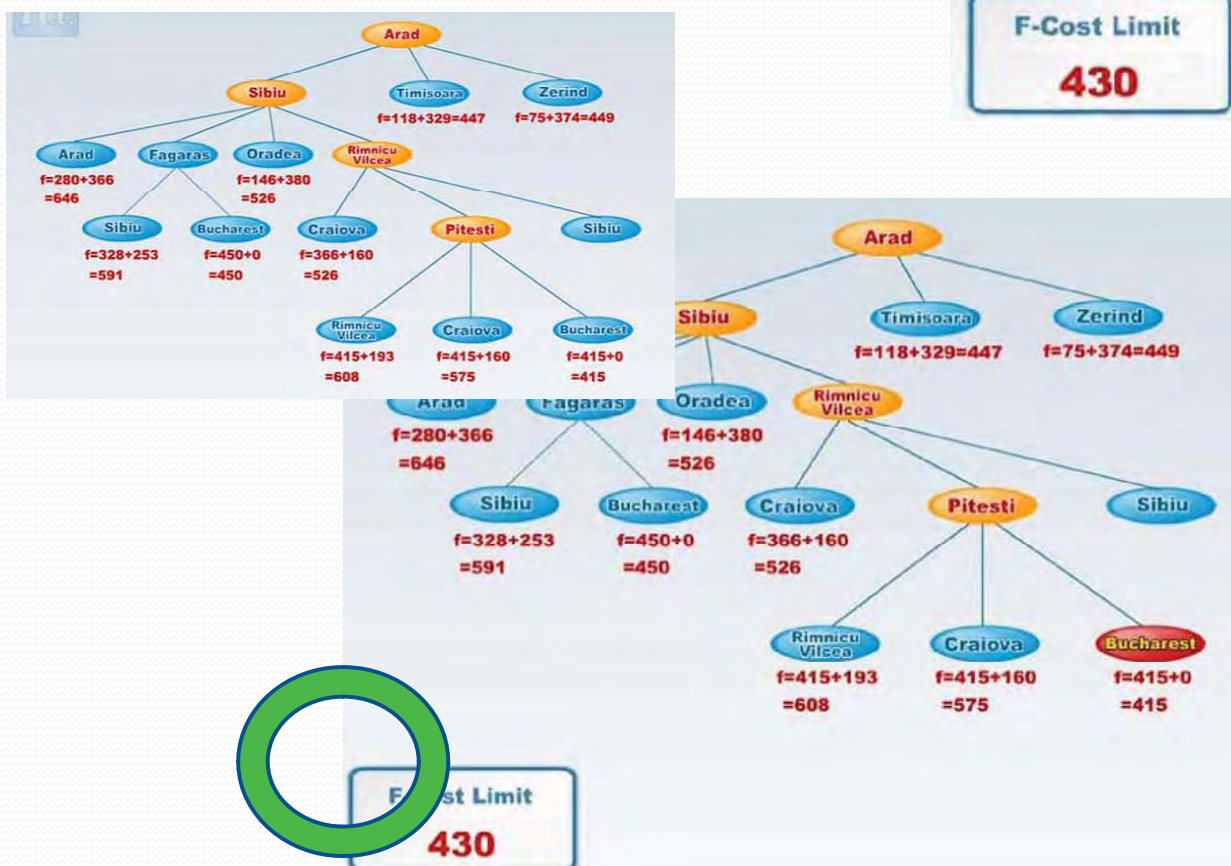 F-Cost Limit
430
Arad
Sibiu
Timisoara
Zerind
f=118+329=447
f=75+374=449
Arad
Fagaras
Oradea
Rimnicu
Vilcea
f=280+366
=646
f=146+380
=526
Sibiu
Bucharest
Craiova
Pitesti
Sibiu
f=328+253
=591
f=450+0
=450
f=366+160
=526
Rimnicu
Vilcea
Craiova
Bucharest
f=415+193
=608
f=415+160
=575
f=415+0
=415
Arad
Sibiu
Timisoara
Zerind
f=118+329=447
f=75+374=449
Arad
Fagaras
Oradea
Rimnicu
Vilcea
f=280+366
=646
f=146+380
=526
Sibiu
Bucharest
Craiova
Pitesti
Sibiu
f=328+253
=591
f=450+0
=450
f=366+160
=526
Rimnicu
Vilcea
Craiova
Bucharest
f=415+193
=608
f=415+160
=575
f=415+0
=415
F st Limit
430